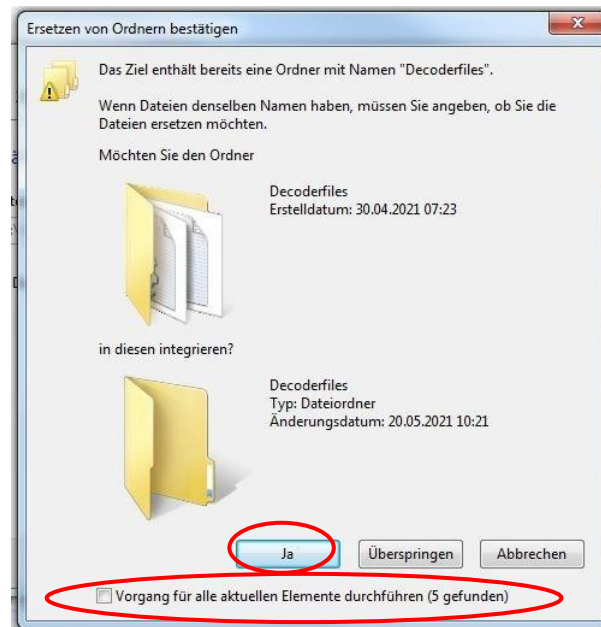 Ersetzen von Ordnern bestätigen
Das Ziel enthält bereits eine Ordner mit Namen "Decoderfiles".
Wenn Dateien denselben Namen haben, müssen Sie angeben, ob Sie die
Dateien ersetzen möchten.
Möchten Sie den Ordner
Decoderfiles
Erstelldatum: 30.04.2021 07:23
in diesen integrieren?
Decoderfiles
Typ: Dateiordner
Änderungsdatum: 20.05.2021 10:21
Ja Überspringen Abbrechen
Vorgang für alle aktuellen Elemente durchführen (5 gefunden)